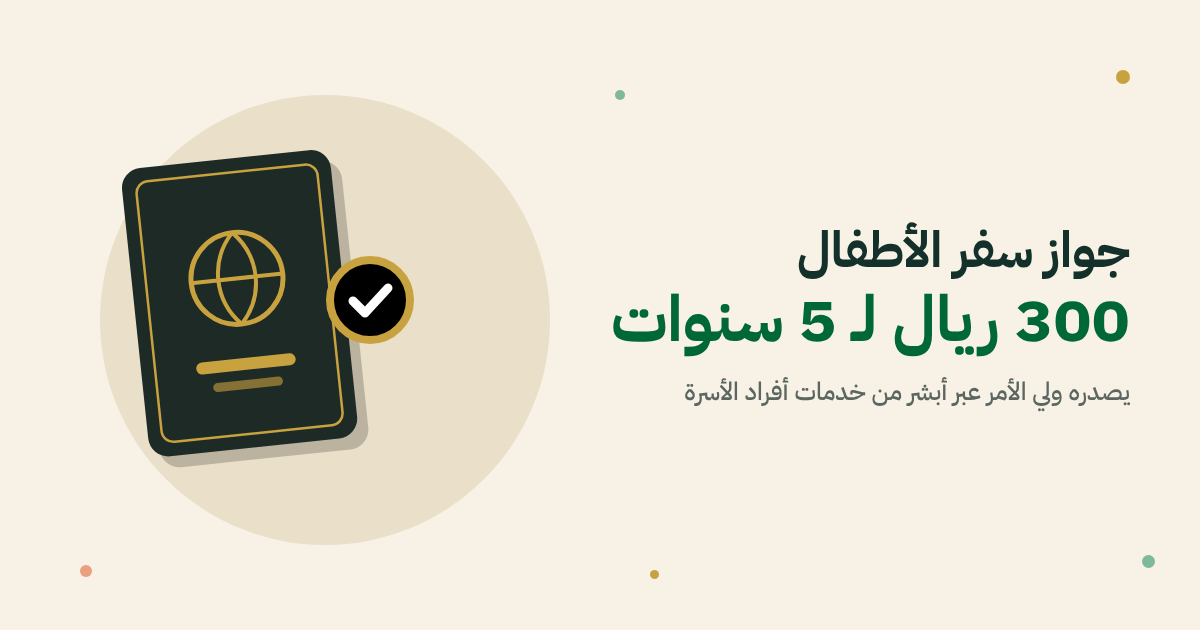 جواز سفر الأطفال
300 ريال لـ 5 سنوات
يصدره ولي الأمر عبر أبشر من خدمات أفراد الأسرة